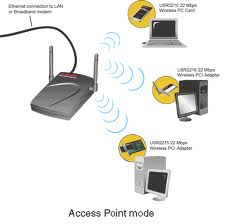 Ethernet connection to LAN
or Broadband modem
USR2210 22 Mbps
Wireless PC Card
USR2216 22 Mbps
Wireless PCI Adapter
USR2215 22 Mbps
Wireless PCI Adapter
Access Point mode